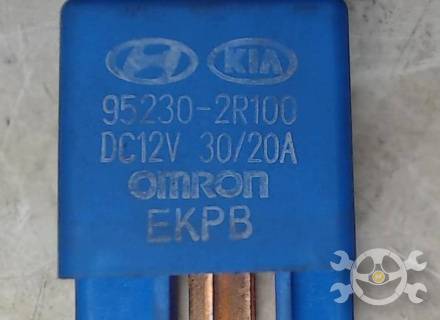 KIA
95230-2R100
DC12V 30/20A
omron
EKPB